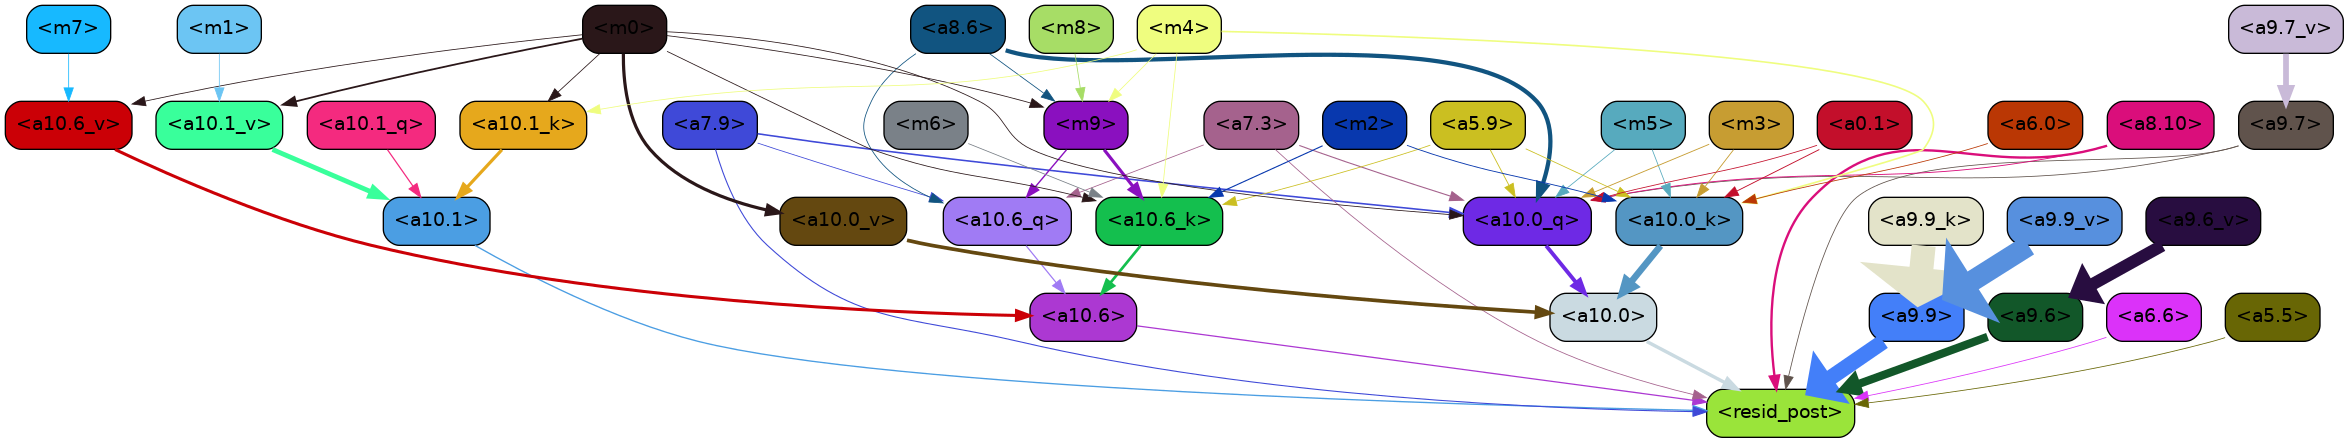 <m7> <m1> <m0> <a8.6> <m8> <m4> <a9.7_v>
<a10.6_v> <a10.1_v> <a10.1_q> <a10.1_k> <a7.9> <m6> <m9> <a7.3> <m2> <a5.9> <m5> <m3> <a0.1> <a6.0> <a8.10> <a9.7>
<a10.1> <a10.0_v> <a10.6_q> <a10.6_k> <a10.0_q> <a10.0_k> <a9.9_k> <a9.9_v> <a9.6_v>
<a10.6> <a10.0> <a9.9> <a9.6> <a6.6> <a5.5>
<resid_post>